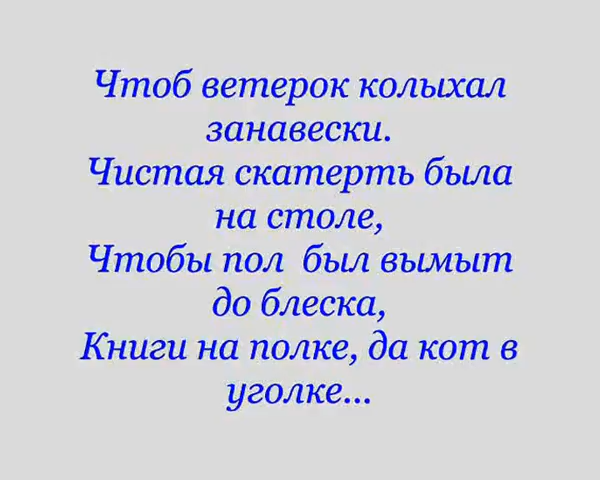 Чтоб ветерок колыхал
занавески.
Чистая скатерть была
на столе,
Чтобы пол  был вымыт
до блеска,
Книги на полке, да кот в
уголке...